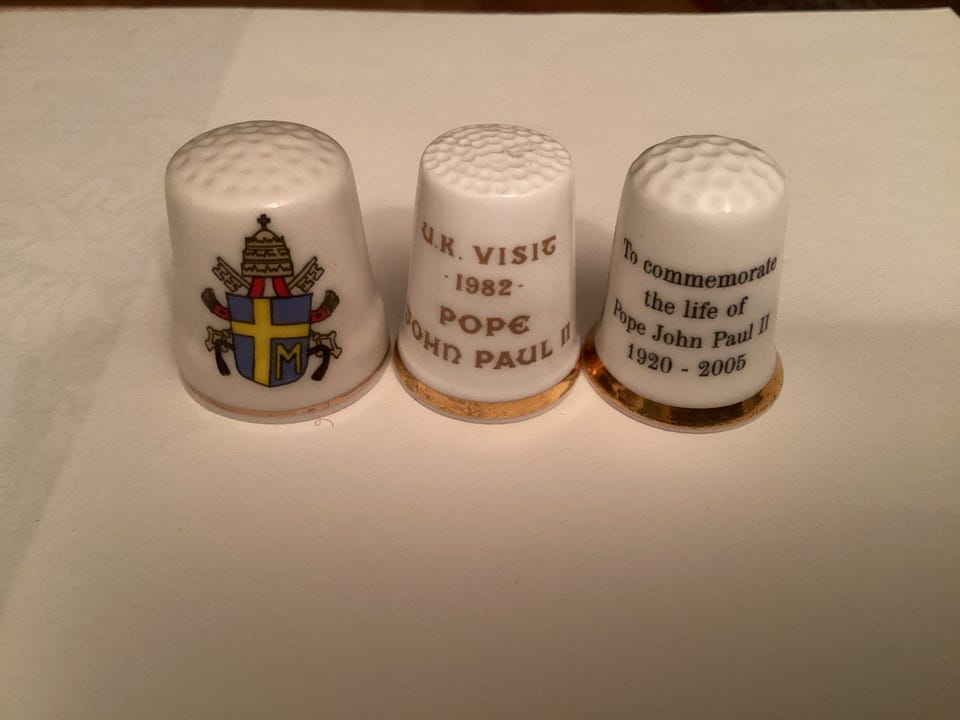 M
U.K. VISIT
- 1982 -
POPE
JOHN PAUL II
To commemorate
the life of
Pope John Paul II
1920 - 2005